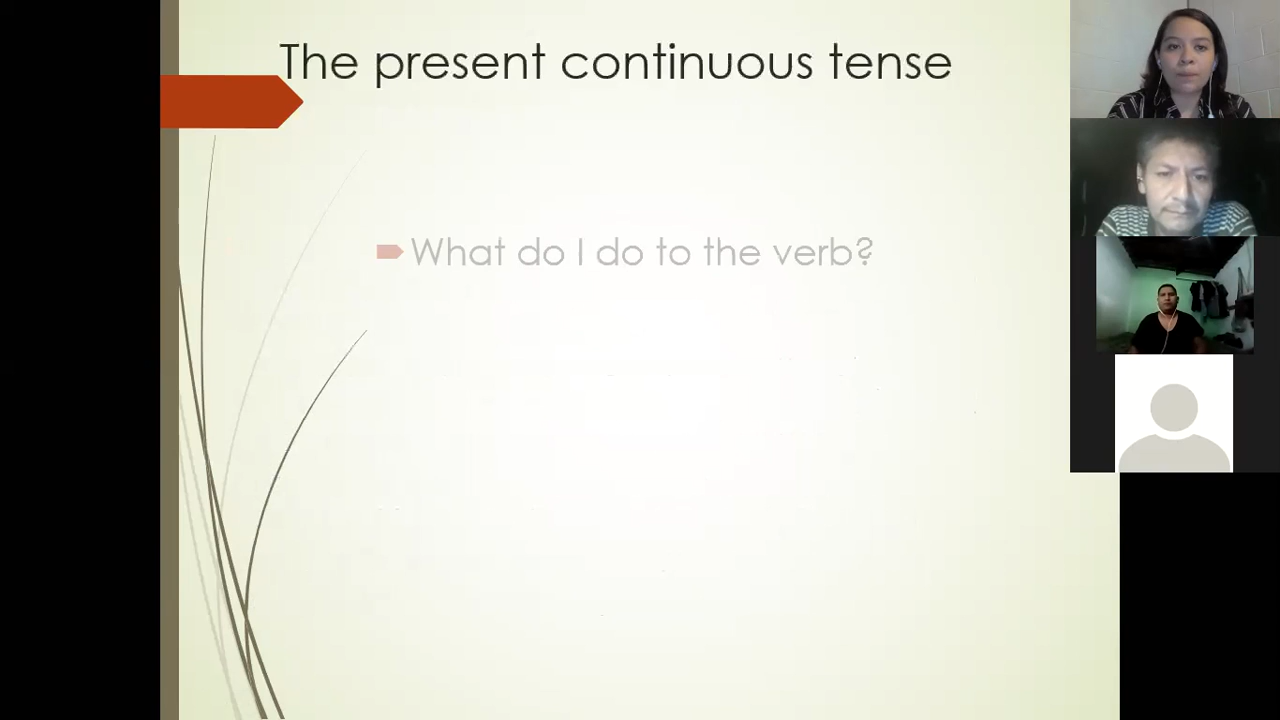 The present continuous tense
What do I do to the verb?